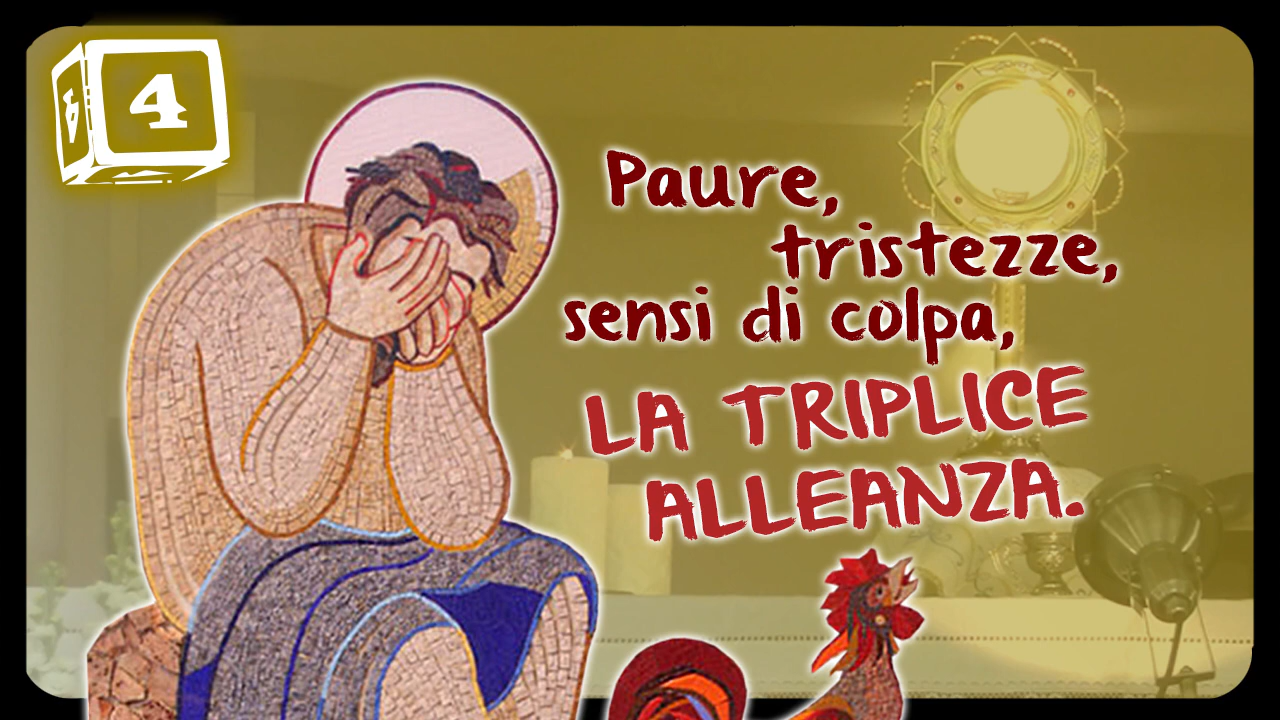 4
Paure,
tristezze,
sensi di colpa,
LA TRIPLICE
ALLEANZA.